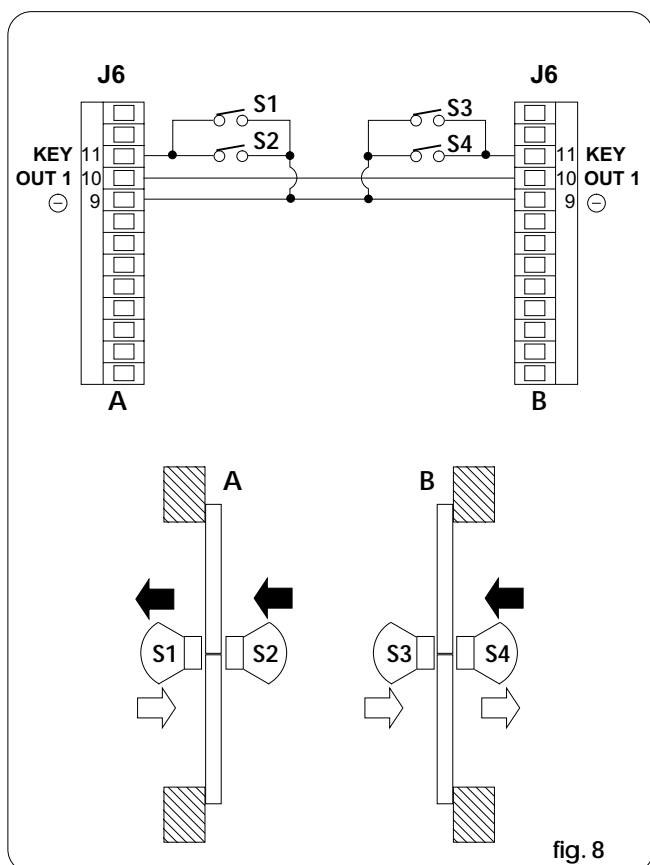 J6 J6
S1 S3
KEY 11 S2 S4 11 KEY
OUT 1 10 10 OUT 1
⊖ 9 9 ⊖
A B
A B
S1 S2 S3 S4
fig. 8